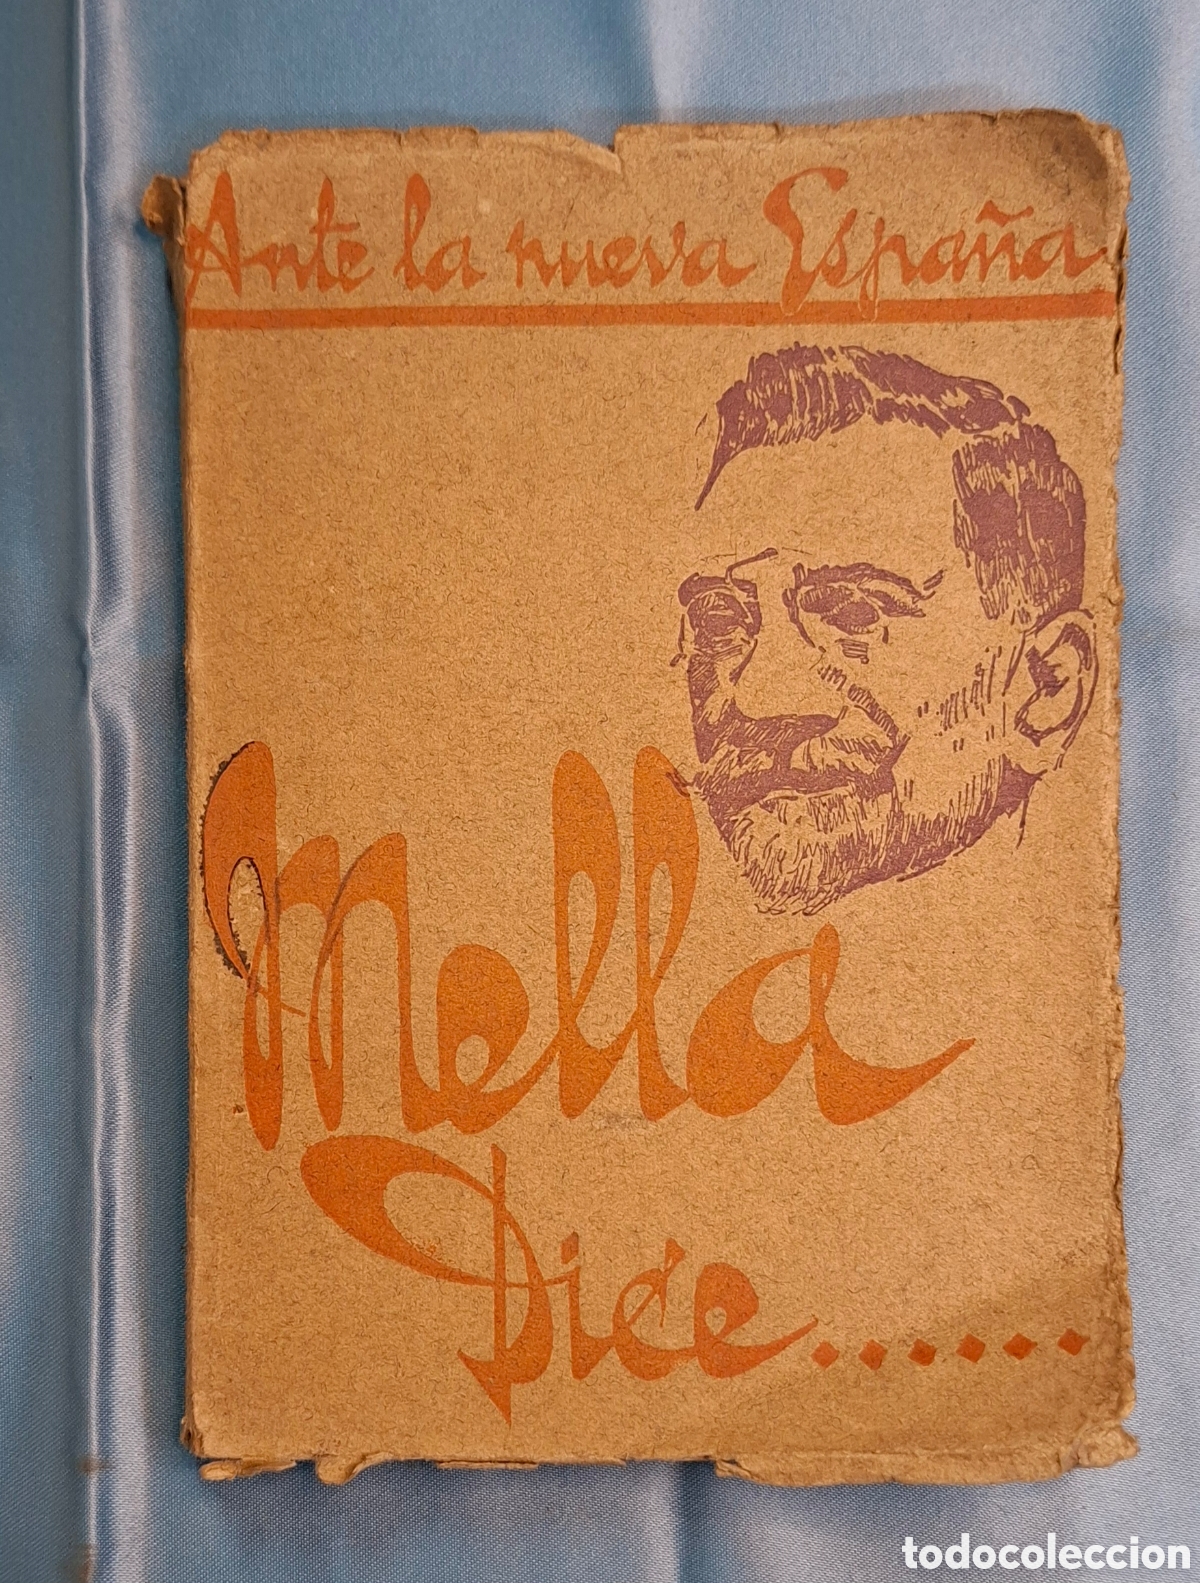 Ante la nueva España
Mella
Dice......
todocoleccion